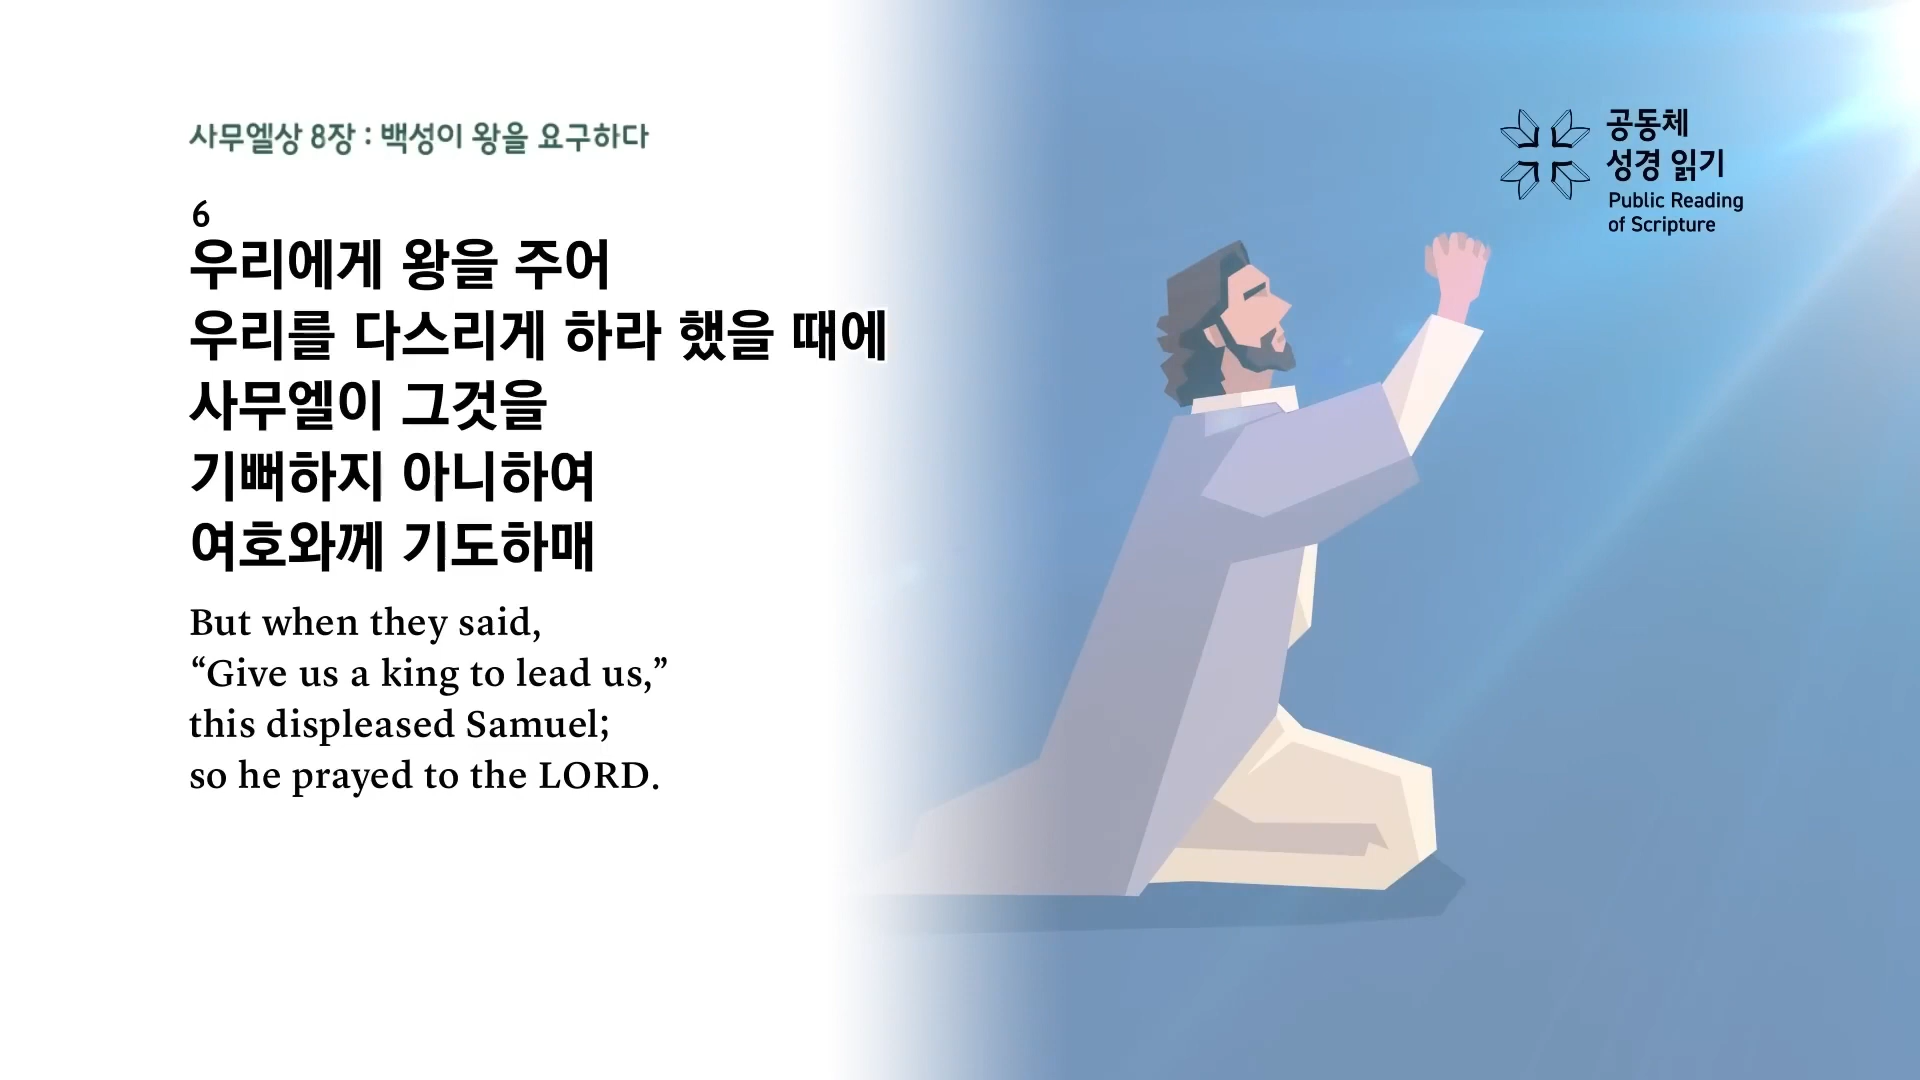 사무엘상 8장 : 백성이 왕을 요구하다
6
우리에게 왕을 주어
우리를 다스리게 하라 했을 때에
사무엘이 그것을
기뻐하지 아니하여
여호와께 기도하매
But when they said,
“Give us a king to lead us,”
this displeased Samuel;
so he prayed to the LORD.
공동체
성경 읽기
Public Reading
of Scripture